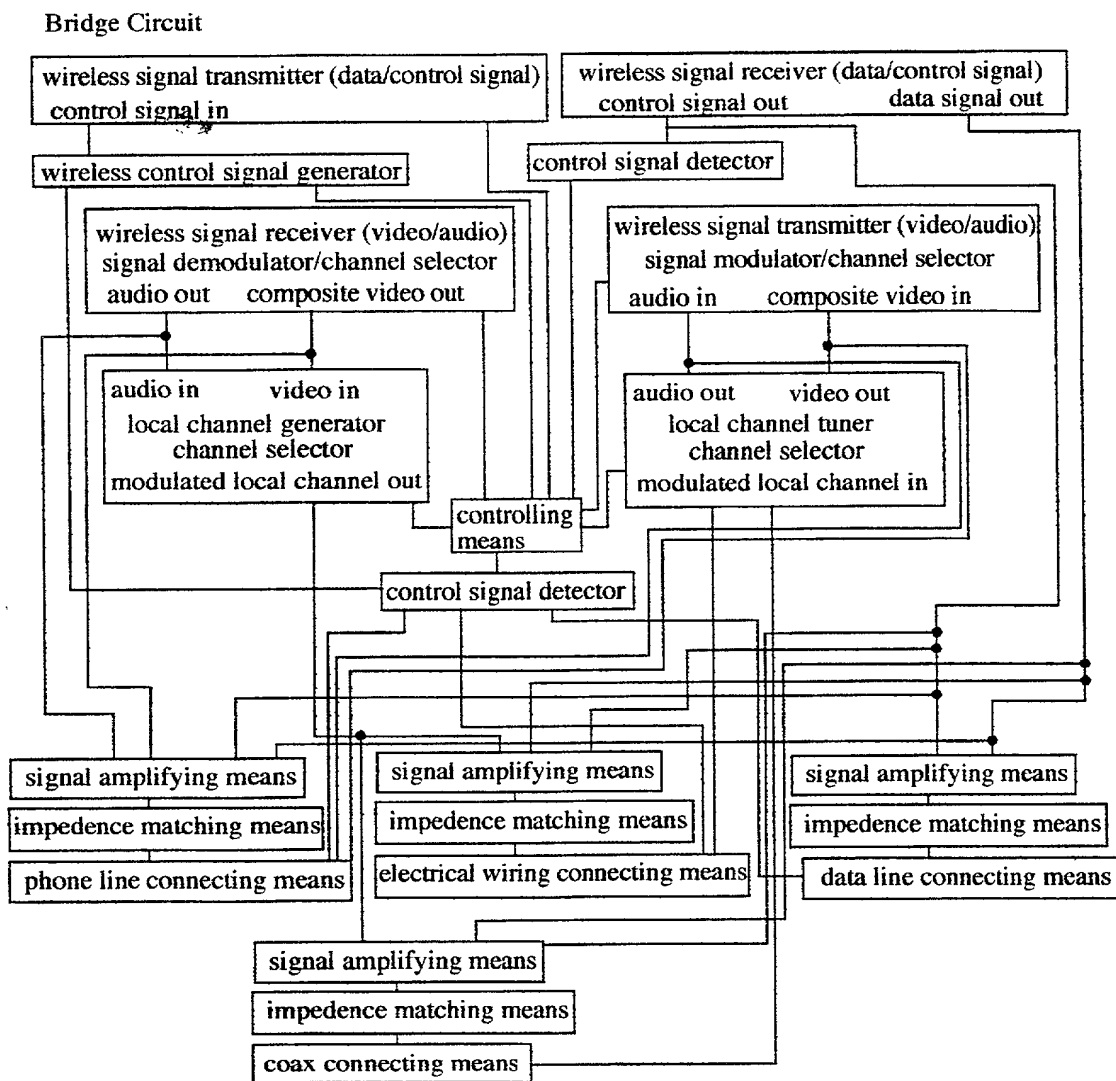 Bridge Circuit
wireless signal transmitter (data/control signal)
control signal in
wireless signal receiver (data/control signal)
control signal out data signal out
wireless control signal generator
control signal detector
wireless signal receiver (video/audio)
signal demodulator/channel selector
audio out composite video out
wireless signal transmitter (video/audio)
signal modulator/channel selector
audio in composite video in
audio in video in
local channel generator
channel selector
modulated local channel out
audio out video out
local channel tuner
channel selector
modulated local channel in
controlling
means
control signal detector
signal amplifying means
impedence matching means
phone line connecting means
signal amplifying means
impedence matching means
electrical wiring connecting means
signal amplifying means
impedence matching means
data line connecting means
signal amplifying means
impedence matching means
coax connecting means